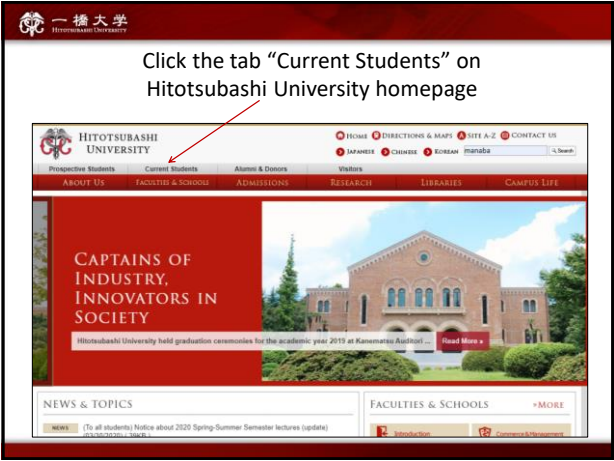 一橋大学
HITOTSUBASHI UNIVERSITY
Click the tab “Current Students” on
Hitotsubashi University homepage
HITOTSUBASHI
UNIVERSITY
HOME DIRECTIONS & MAPS SITE A-Z CONTACT US
JAPANESE CHINESE KOREAN manaba Search
Prospective Students Current Students Alumni & Donors Visitors
ABOUT US FACULTIES & SCHOOLS ADMISSIONS RESEARCH LIBRARIES CAMPUS LIFE
CAPTAINS OF
INDUSTRY,
INNOVATORS IN
SOCIETY
Hitotsubashi University held graduation ceremonies for the academic year 2019 at Kanematsu Auditori ... Read More »
NEWS & TOPICS
FACULTIES & SCHOOLS »MORE
NEWS (To all students) Notice about 2020 Spring-Summer Semester lectures (update)
(03/30/2020) ( 39KB )
Introduction Commerce&Management